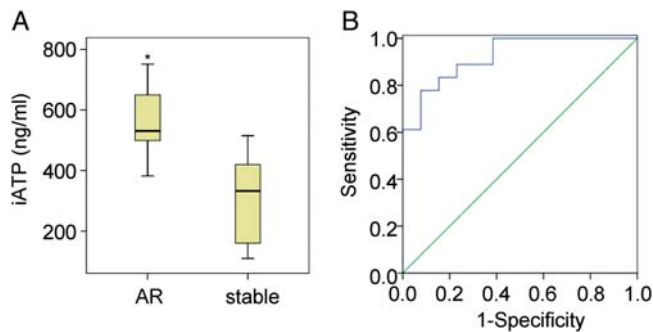 A
iATP (ng/ml)
800
600
400
200
*
AR
stable
B
Sensitivity
1.0
0.8
0.6
0.4
0.2
0.0
0.0 0.2 0.4 0.6 0.8 1.0
1-Specificity